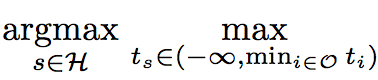 argmax max
s∈ℋ t_s∈(−∞,min_{i∈𝒪} t_i)